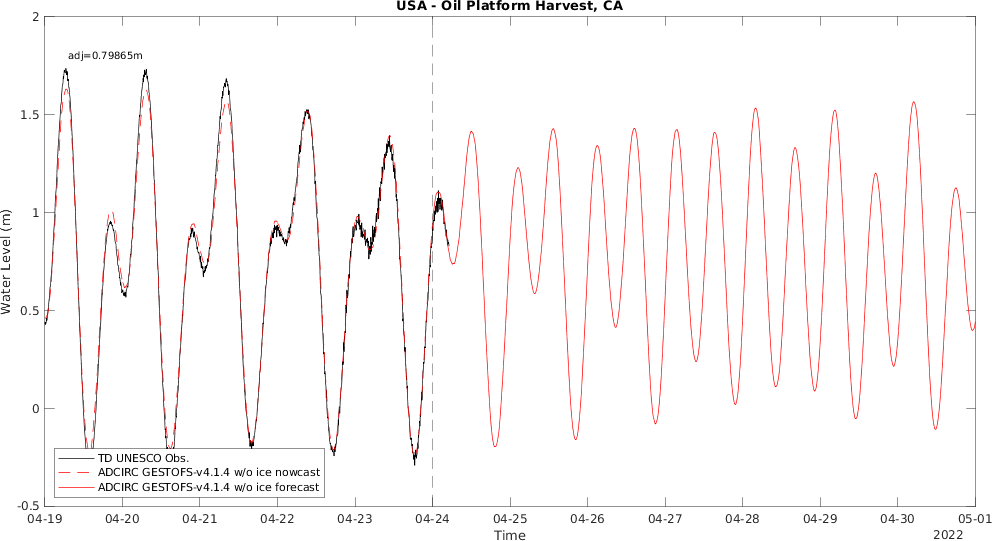 USA - Oil Platform Harvest, CA
adj=0.79865m
2
1.5
1
0.5
0
-0.5
Water Level (m)
TD UNESCO Obs.
ADCIRC GESTOFS-v4.1.4 w/o ice nowcast
ADCIRC GESTOFS-v4.1.4 w/o ice forecast
04-19 04-20 04-21 04-22 04-23 04-24 04-25 04-26 04-27 04-28 04-29 04-30 05-01
Time
2022